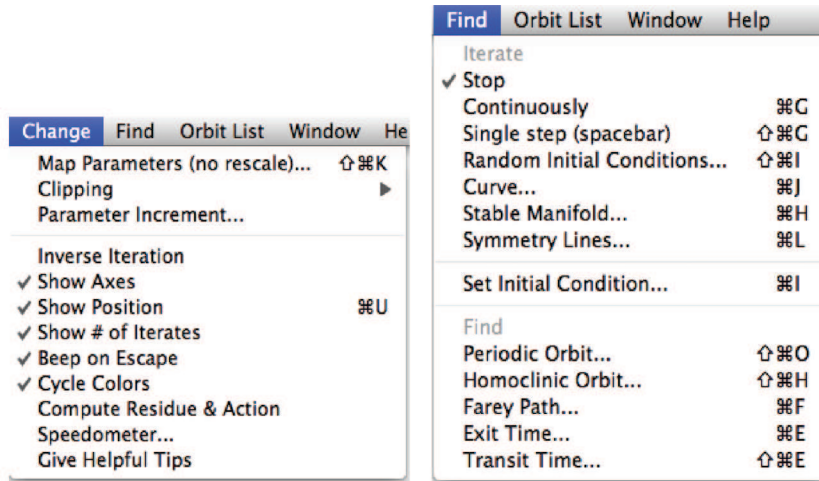 Change Find Orbit List Window He
Map Parameters (no rescale)... ⇧⌘K
Clipping ▶
Parameter Increment...
Inverse Iteration
✓ Show Axes
✓ Show Position ⌘U
✓ Show # of Iterates
✓ Beep on Escape
✓ Cycle Colors
Compute Residue & Action
Speedometer...
Give Helpful Tips
Find Orbit List Window Help
Iterate
✓ Stop
Continuously ⌘G
Single step (spacebar) ⇧⌘G
Random Initial Conditions... ⇧⌘I
Curve... ⌘J
Stable Manifold... ⌘H
Symmetry Lines... ⌘L
Set Initial Condition... ⌘I
Find
Periodic Orbit... ⇧⌘O
Homoclinic Orbit... ⇧⌘H
Farey Path... ⌘F
Exit Time... ⌘E
Transit Time... ⇧⌘E